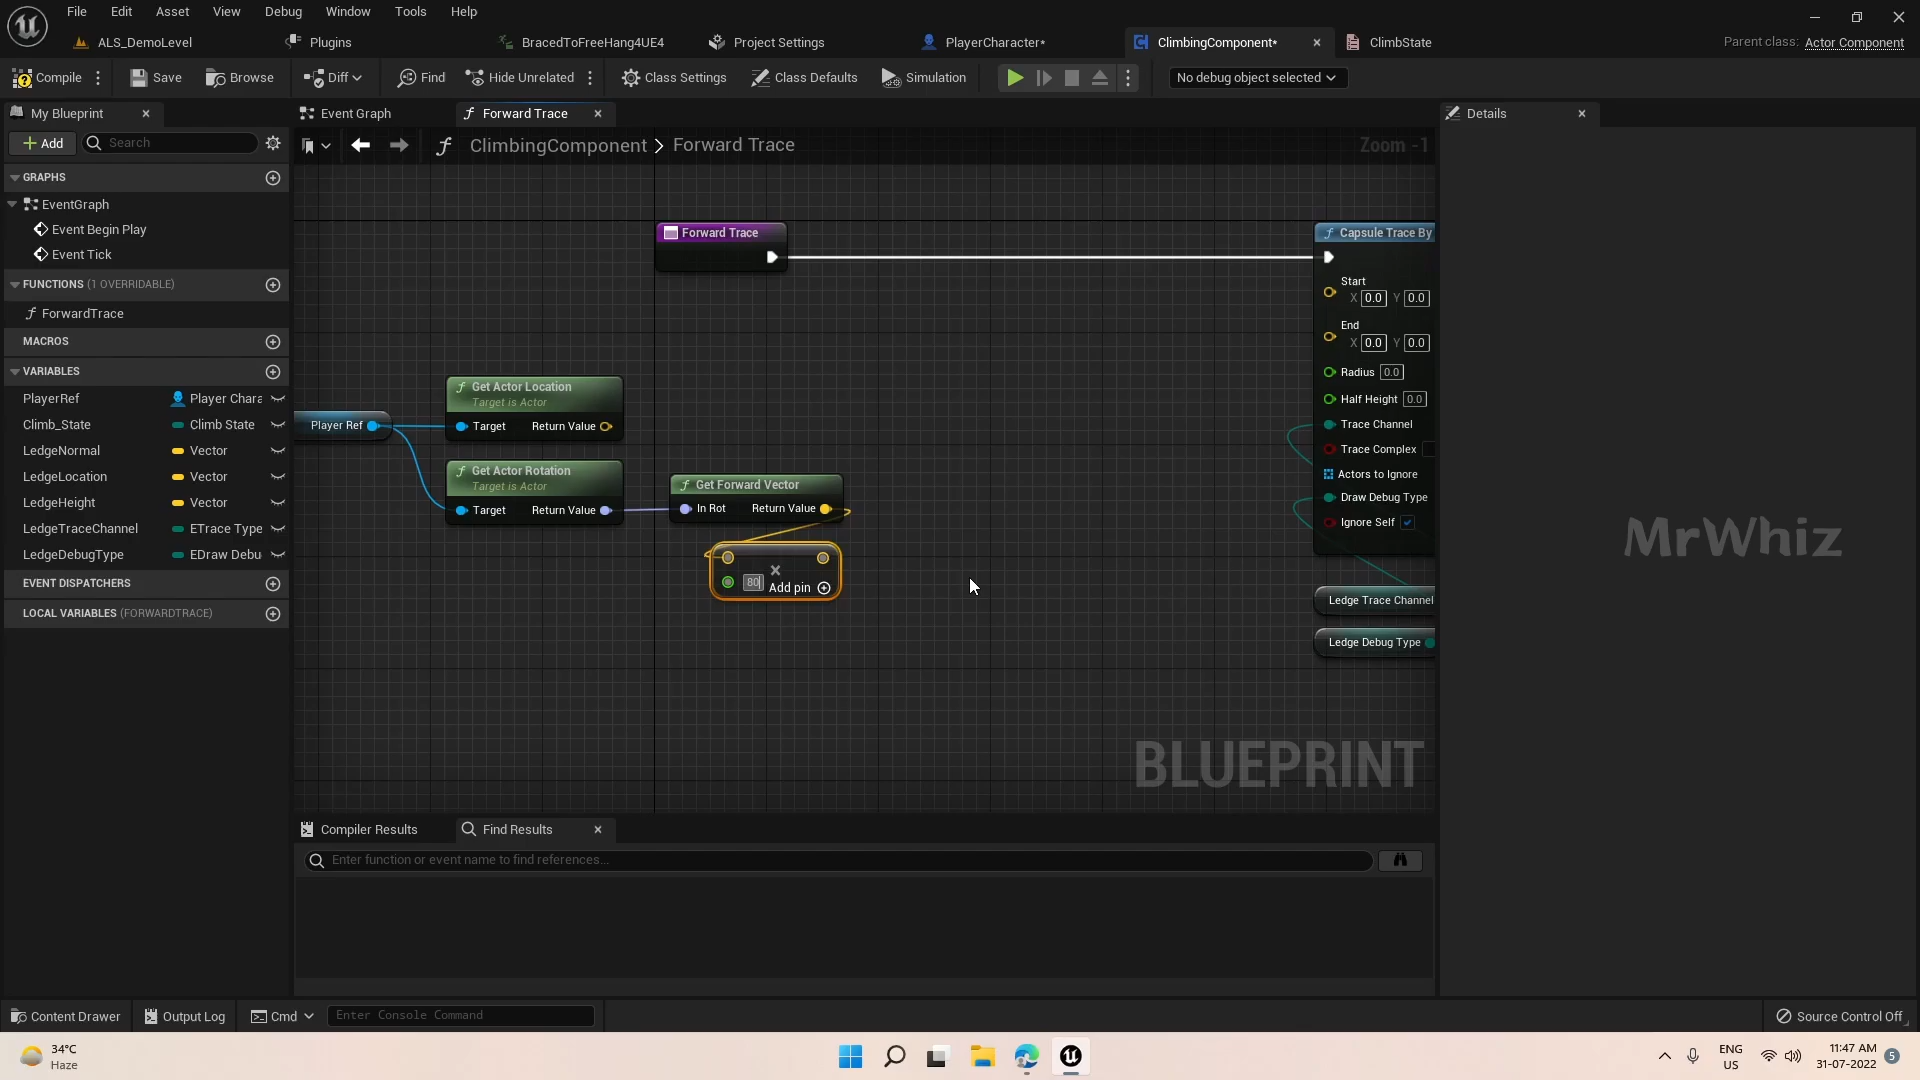 File Edit Asset View Debug Window Tools Help
ALS_DemoLevel Plugins BracedToFreeHang4UE4 Project Settings PlayerCharacter* ClimbingComponent* ClimbState Parent class: Actor Component
Compile Save Browse Diff Find Hide Unrelated Class Settings Class Defaults Simulation No debug object selected
My Blueprint
Add Search
GRAPHS
EventGraph
Event Begin Play
Event Tick
FUNCTIONS (1 OVERRIDABLE)
ForwardTrace
MACROS
VARIABLES
PlayerRef Player Chara
Climb_State Climb State
LedgeNormal Vector
LedgeLocation Vector
LedgeHeight Vector
LedgeTraceChannel ETrace Type
LedgeDebugType EDraw Debu
EVENT DISPATCHERS
LOCAL VARIABLES (FORWARDTRACE)
Event Graph Forward Trace
ClimbingComponent > Forward Trace Zoom -1
Forward Trace
Player Ref
Get Actor Location
Target is Actor
Target Return Value
Get Actor Rotation
Target is Actor
Target Return Value
Get Forward Vector
In Rot Return Value
80 Add pin
Capsule Trace By
Start
X 0.0 Y 0.0
End
X 0.0 Y 0.0
Radius 0.0
Half Height 0.0
Trace Channel
Trace Complex
Actors to Ignore
Draw Debug Type
Ignore Self
Ledge Trace Channel
Ledge Debug Type
BLUEPRINT
Details
MrWhiz
Compiler Results Find Results
Enter function or event name to find references...
Content Drawer Output Log Cmd Enter Console Command Source Control Off
34°C
Haze
ENG
US
11:47 AM
31-07-2022
5